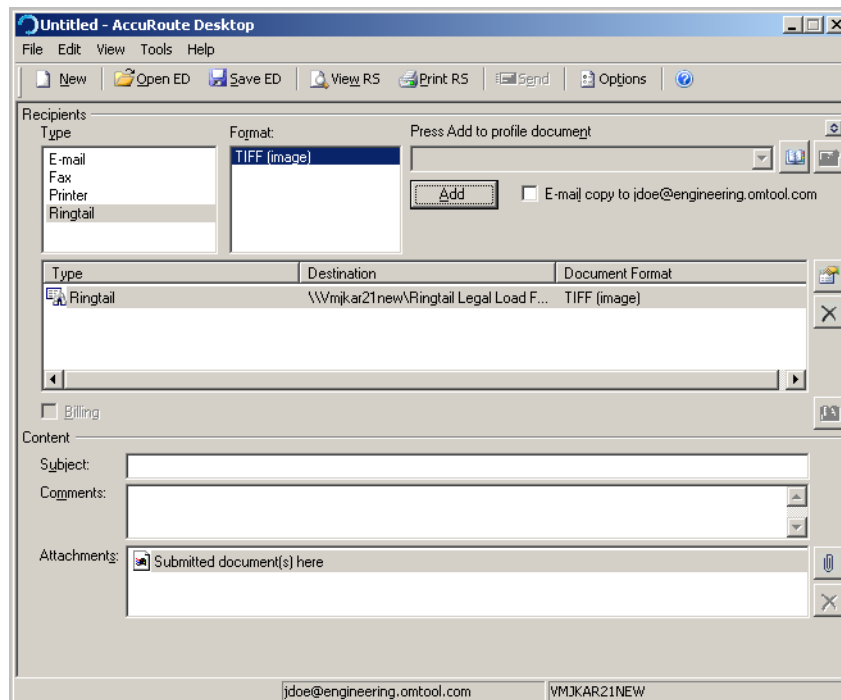 Untitled - AccuRoute Desktop
File Edit View Tools Help
New Open ED Save ED View RS Print RS Send Options
Recipients
Type Format: Press Add to profile document
E-mail
Fax
Printer
Ringtail
TIFF (image)
Add E-mail copy to jdoe@engineering.omtool.com
Type Destination Document Format
Ringtail \\Vmjkar21new\Ringtail Legal Load F... TIFF (image)
Billing
Content
Subject:
Comments:
Attachments: Submitted document(s) here
jdoe@engineering.omtool.com VMJKAR21NEW